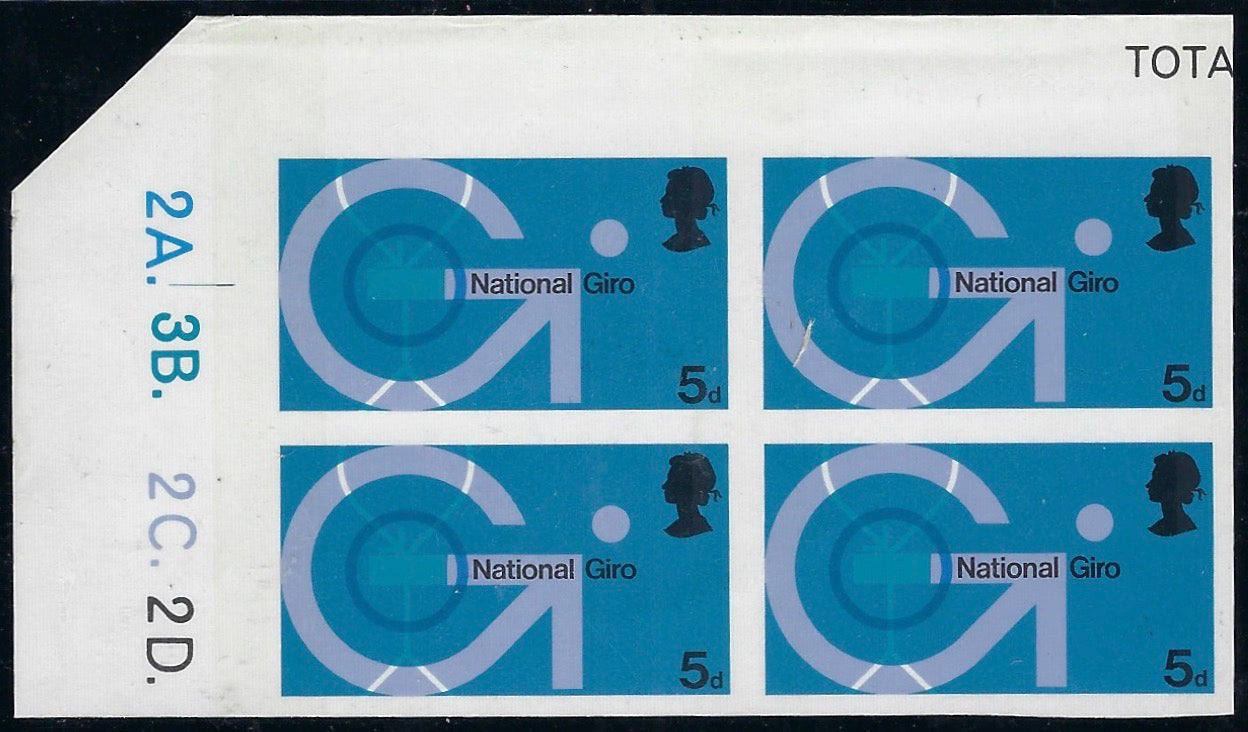 TOTA
2A. 3B. 2C. 2D.
National Giro
5d
National Giro
5d
National Giro
5d
National Giro
5d